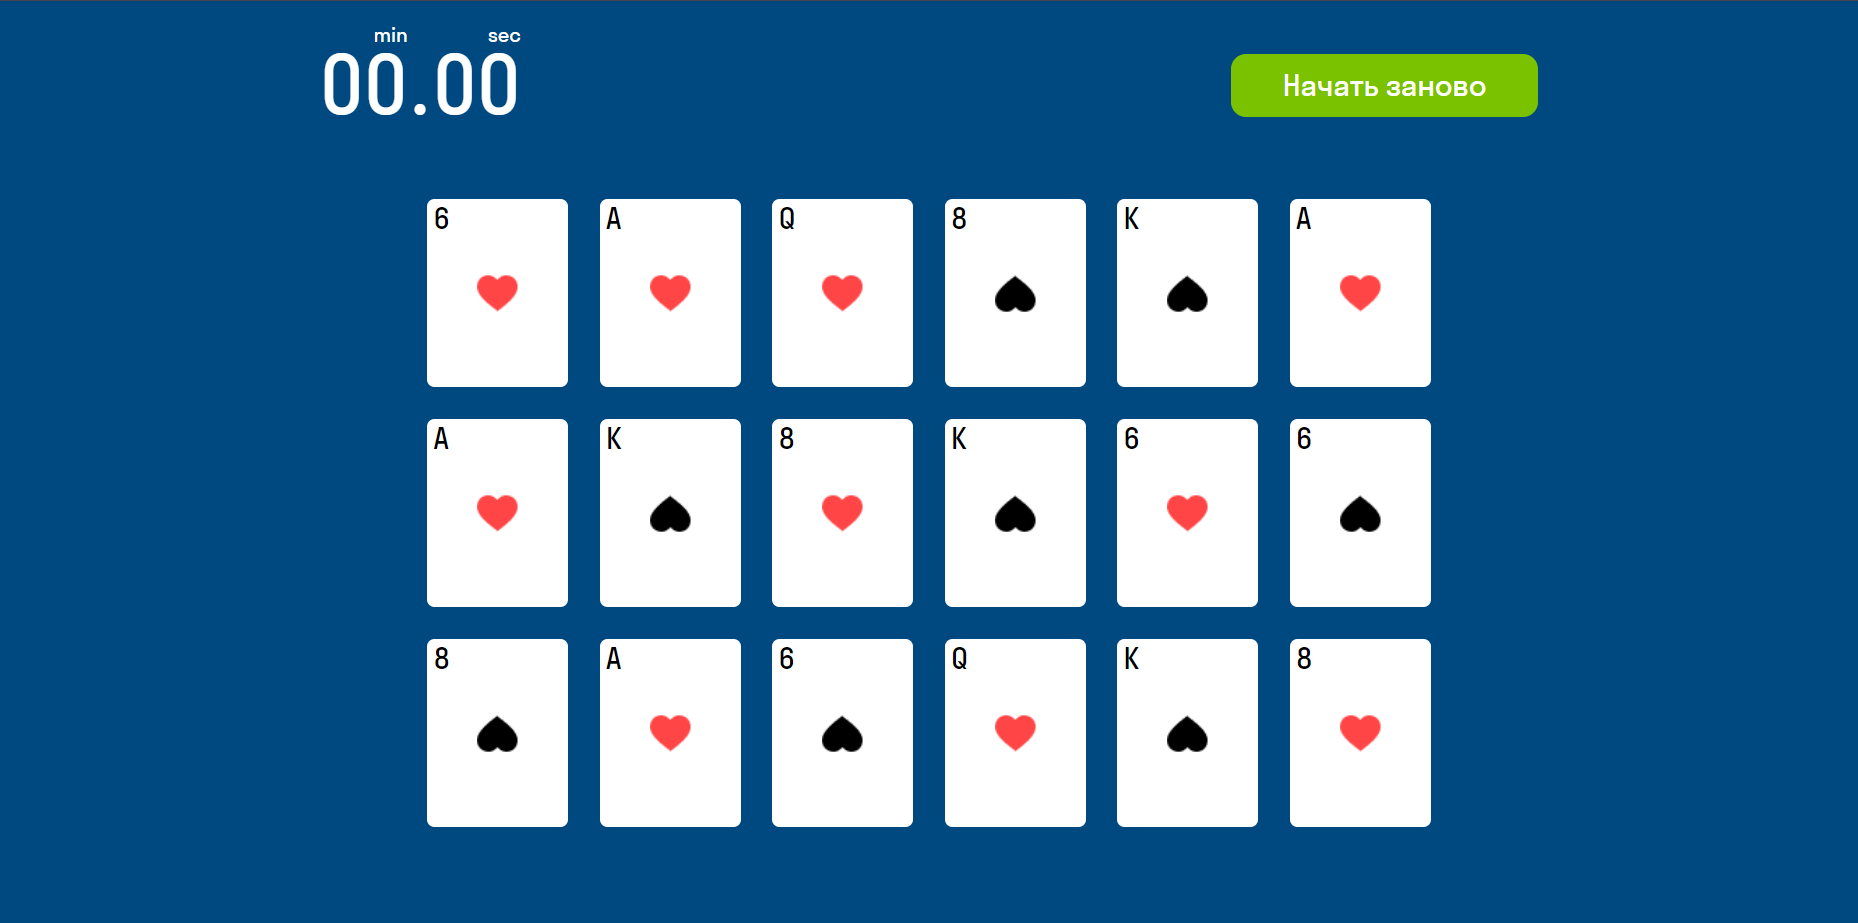 min sec
00.00
Начать заново
6 A Q 8 K A
A K 8 K 6 6
8 A 6 Q K 8